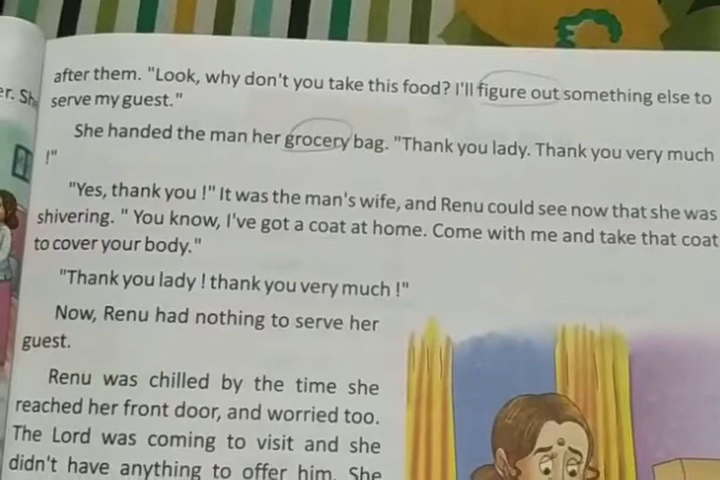 er. Sh
after them. "Look, why don't you take this food? I'll figure out something else to
serve my guest."
She handed the man her grocery bag. "Thank you lady. Thank you very much
!"
"Yes, thank you !" It was the man's wife, and Renu could see now that she was
shivering. " You know, I've got a coat at home. Come with me and take that coat
to cover your body."
"Thank you lady ! thank you very much !"
Now, Renu had nothing to serve her
guest.
Renu was chilled by the time she
reached her front door, and worried too.
The Lord was coming to visit and she
didn't have anything to offer him. She